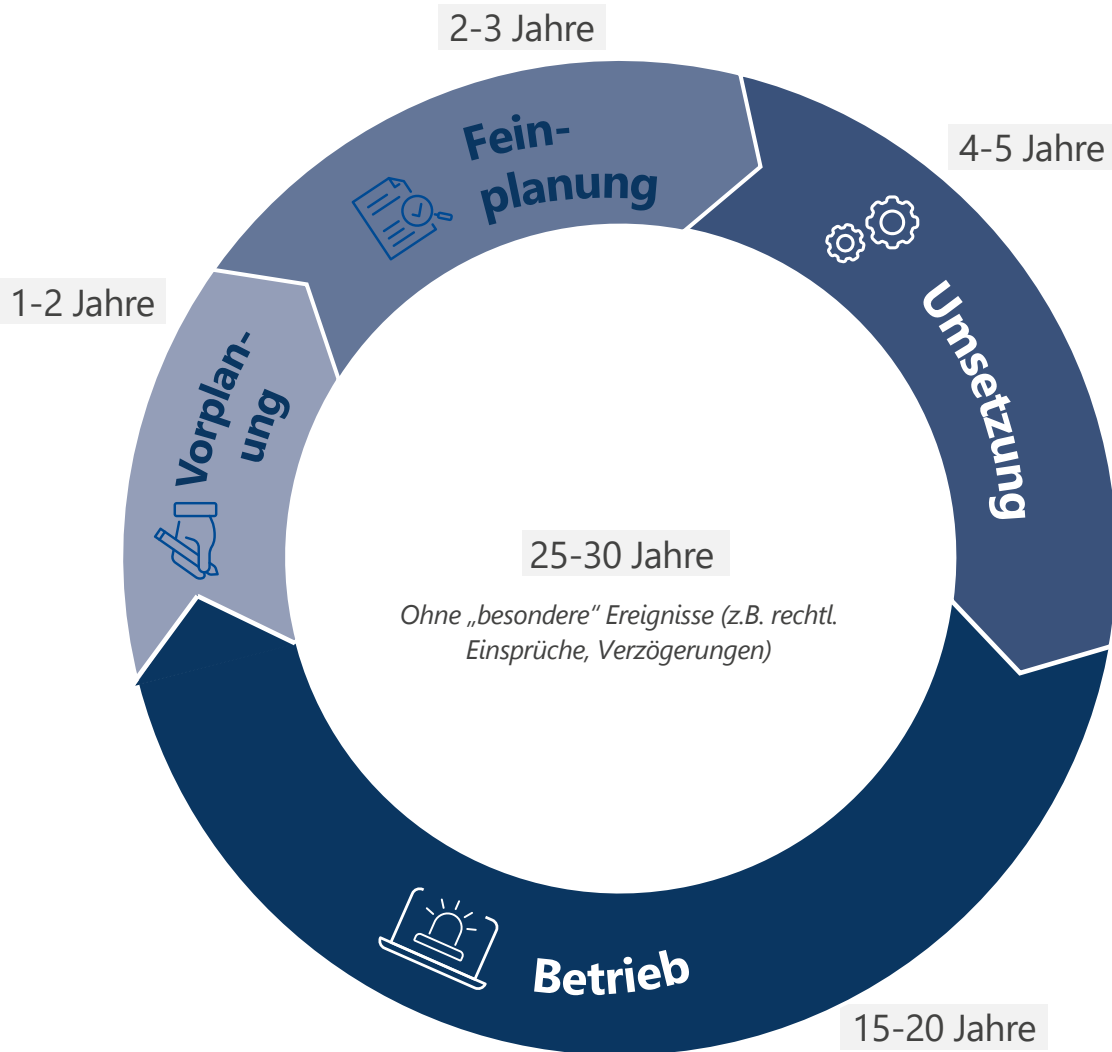 2-3 Jahre
Fein-
planung
4-5 Jahre
Umsetzung
1-2 Jahre
Vorplan-
ung
25-30 Jahre
Ohne „besondere“ Ereignisse (z.B. rechtl.
Einsprüche, Verzögerungen)
Betrieb
15-20 Jahre